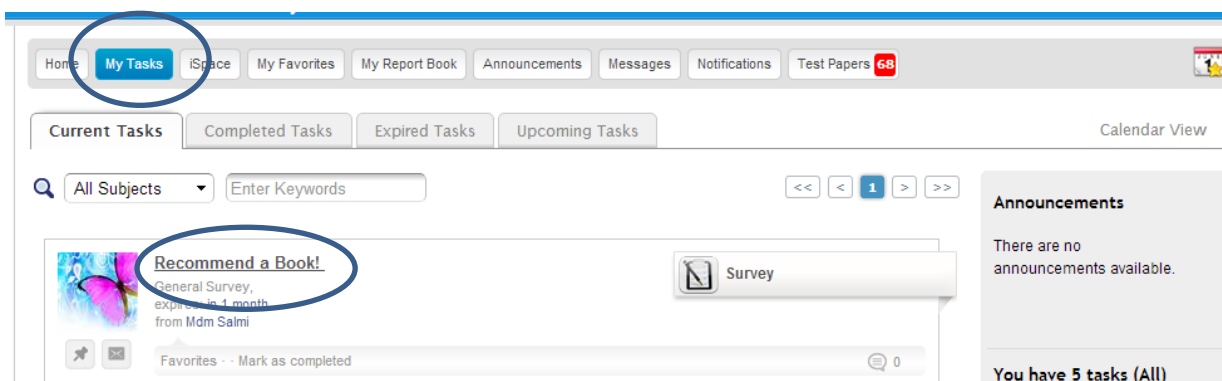 Home My Tasks iSpace My Favorites My Report Book Announcements Messages Notifications Test Papers 68
Current Tasks Completed Tasks Expired Tasks Upcoming Tasks Calendar View
All Subjects Enter Keywords << < 1 > >>
Announcements
There are no
announcements available.
Recommend a Book!
Survey
General Survey,
expires in 1 month
from Mdm Salmi
Favorites - - Mark as completed 0
You have 5 tasks (All)